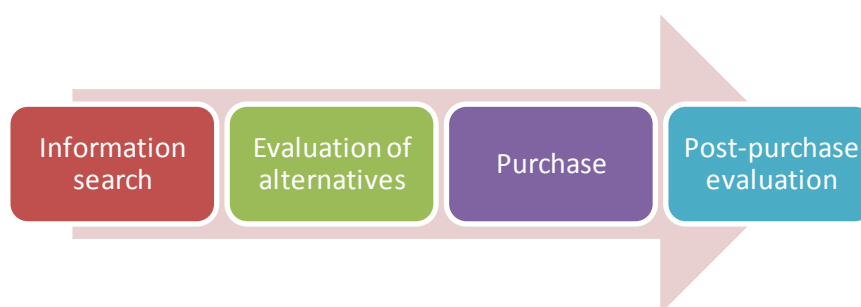 Information
search
Evaluation of
alternatives
Purchase
Post-purchase
evaluation